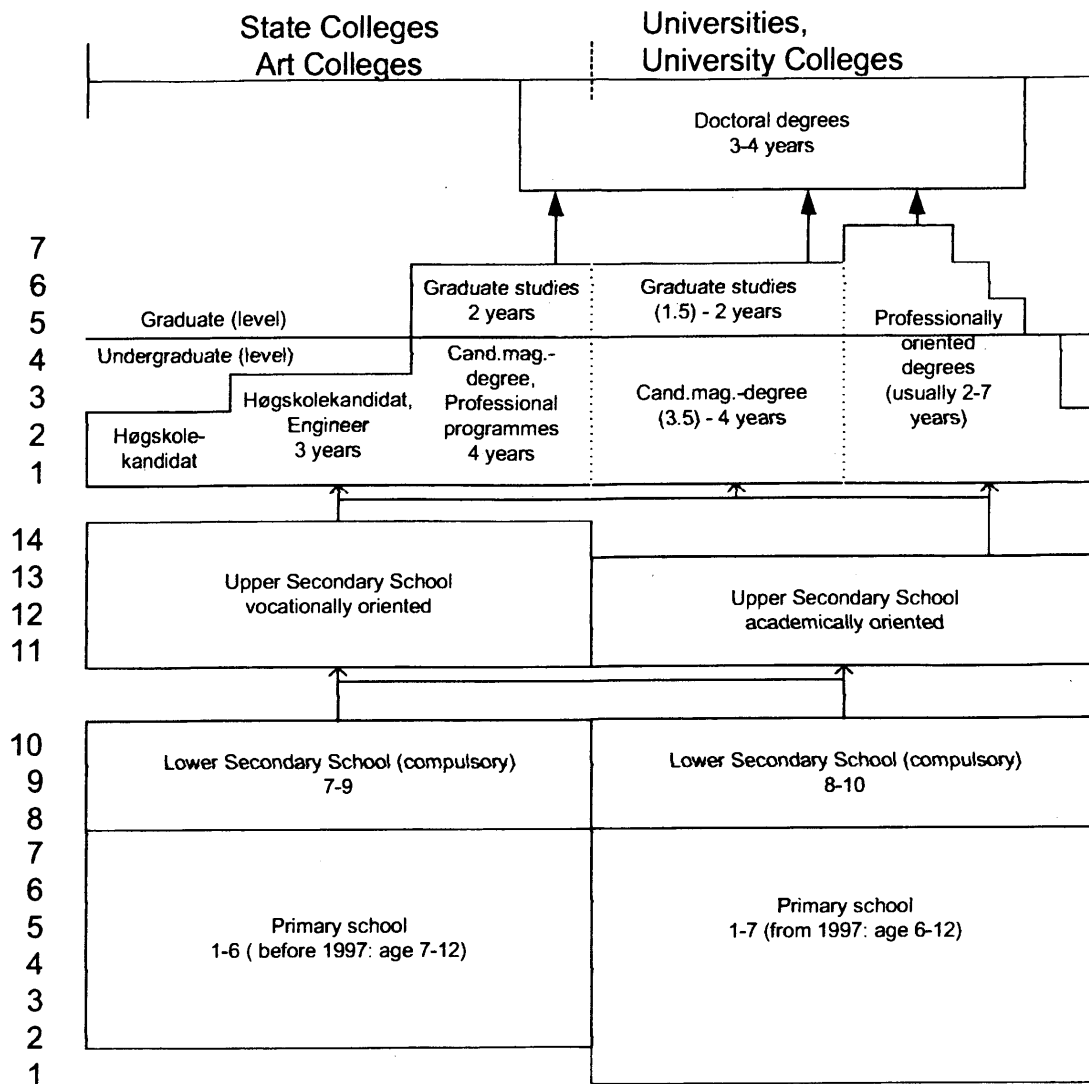 State Colleges
Art Colleges
Universities,
University Colleges
Doctoral degrees
3-4 years
7
6
5
4
3
2
1
Graduate (level)
Undergraduate (level)
Graduate studies
2 years
Graduate studies
(1.5) - 2 years
Professionally
oriented
degrees
(usually 2-7
years)
Høgskole-
kandidat
Høgskolekandidat,
Engineer
3 years
Cand.mag.-
degree,
Professional
programmes
4 years
Cand.mag.-degree
(3.5) - 4 years
14
13
12
11
Upper Secondary School
vocationally oriented
Upper Secondary School
academically oriented
10
9
8
Lower Secondary School (compulsory)
7-9
Lower Secondary School (compulsory)
8-10
7
6
5
4
3
2
1
Primary school
1-6 ( before 1997: age 7-12)
Primary school
1-7 (from 1997: age 6-12)